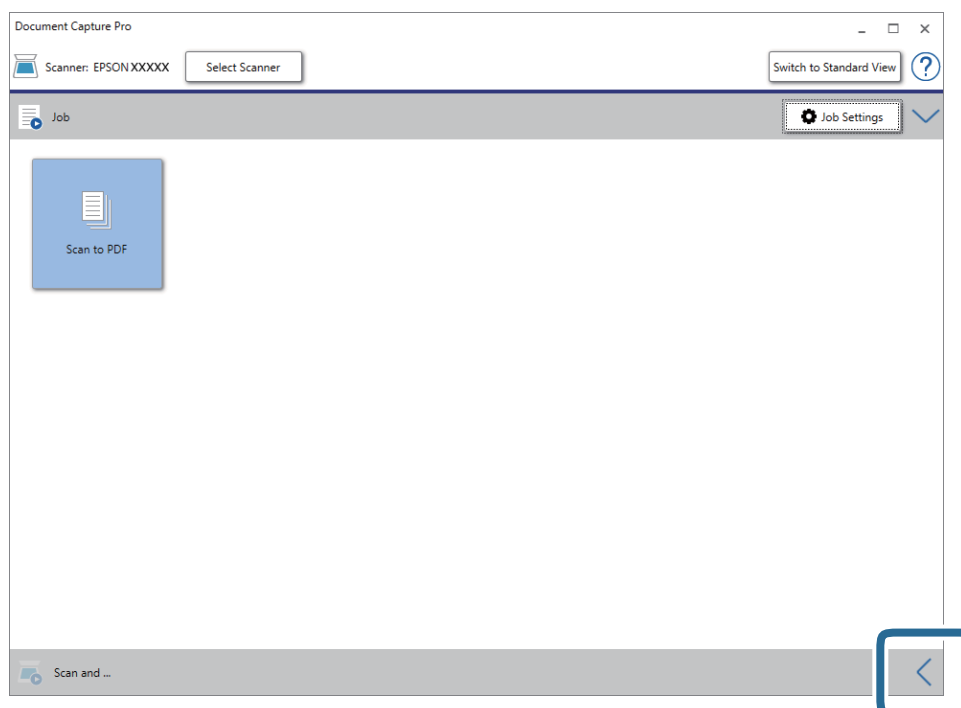 Document Capture Pro
Scanner: EPSON XXXXX
Select Scanner
Switch to Standard View
?
Job
Job Settings
Scan to PDF
Scan and ...